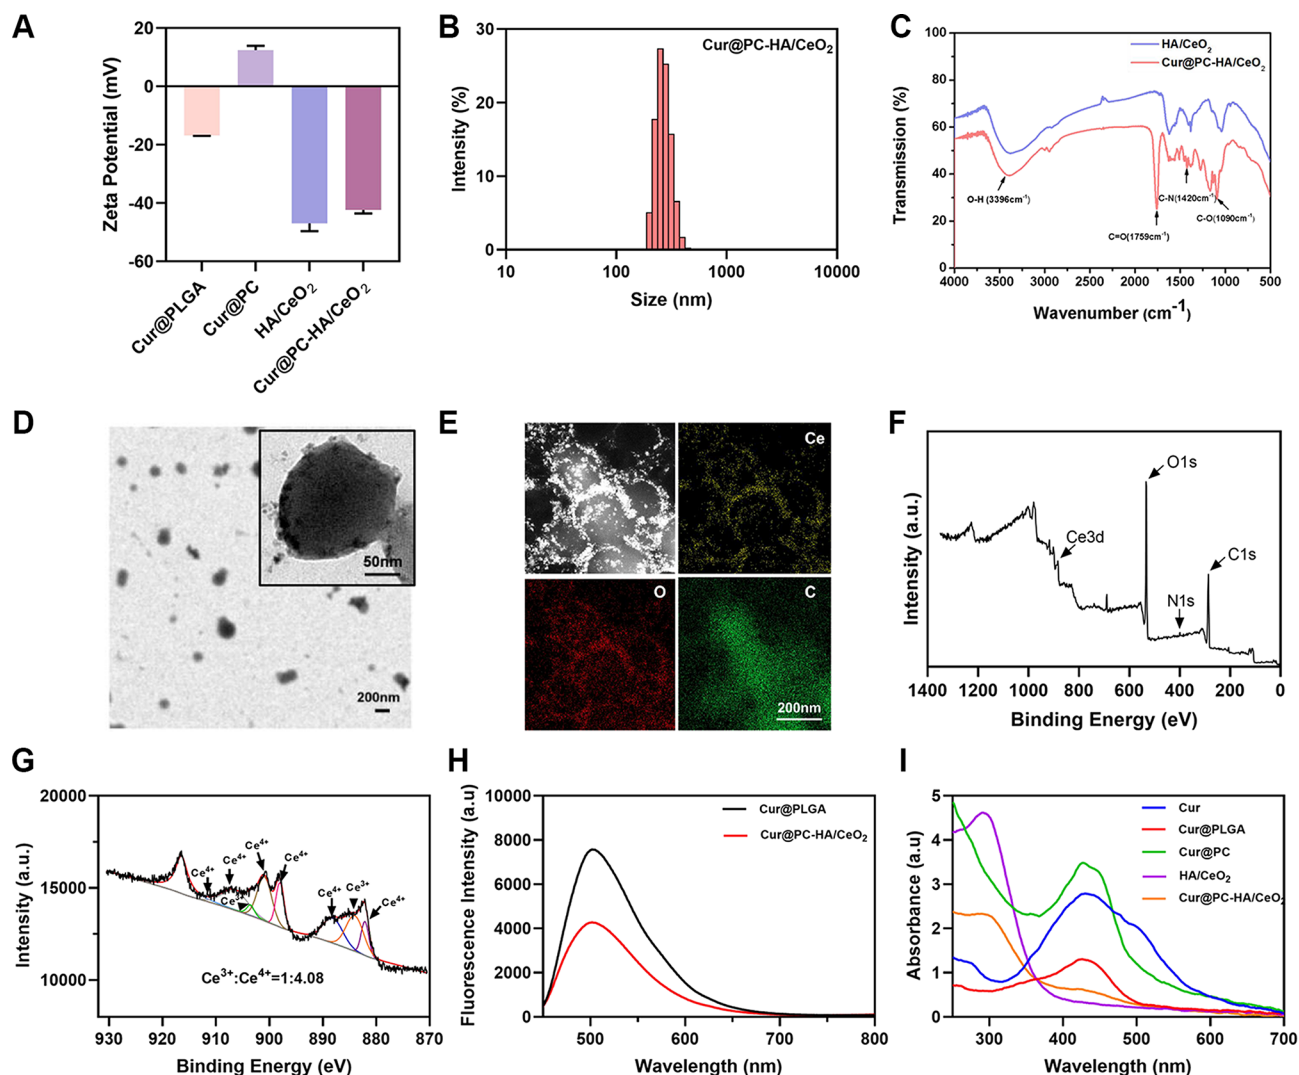 A
Zeta Potential (mV)
20
0
-20
-40
-60
Cur@PLGA
Cur@PC
HA/CeO2
Cur@PC-HA/CeO2
B
Cur@PC-HA/CeO2
Intensity (%)
30
20
10
0
10 100 1000 10000
Size (nm)
C
HA/CeO2
Cur@PC-HA/CeO2
Transmission (%)
100
80
60
40
20
0
O-H (3396cm-1)
C-N(1420cm-1)
C-O(1090cm-1)
C=O(1759cm-1)
4000 3500 3000 2500 2000 1500 1000 500
Wavenumber (cm-1)
D
50nm
200nm
E
Ce
O
C
200nm
F
Intensity (a.u.)
O1s
Ce3d
C1s
N1s
1400 1200 1000 800 600 400 200 0
Binding Energy (eV)
G
Intensity (a.u.)
20000
15000
10000
Ce4+
Ce4+
Ce4+
Ce4+
Ce3+
Ce4+
Ce3+
Ce4+
Ce3+:Ce4+=1:4.08
930 920 910 900 890 880 870
Binding Energy (eV)
H
Fluorescence Intensity (a.u)
10000
8000
6000
4000
2000
0
Cur@PLGA
Cur@PC-HA/CeO2
500 600 700 800
Wavelength (nm)
I
Absorbance (a.u)
5
4
3
2
1
0
Cur
Cur@PLGA
Cur@PC
HA/CeO2
Cur@PC-HA/CeO2
300 400 500 600 700
Wavelength (nm)